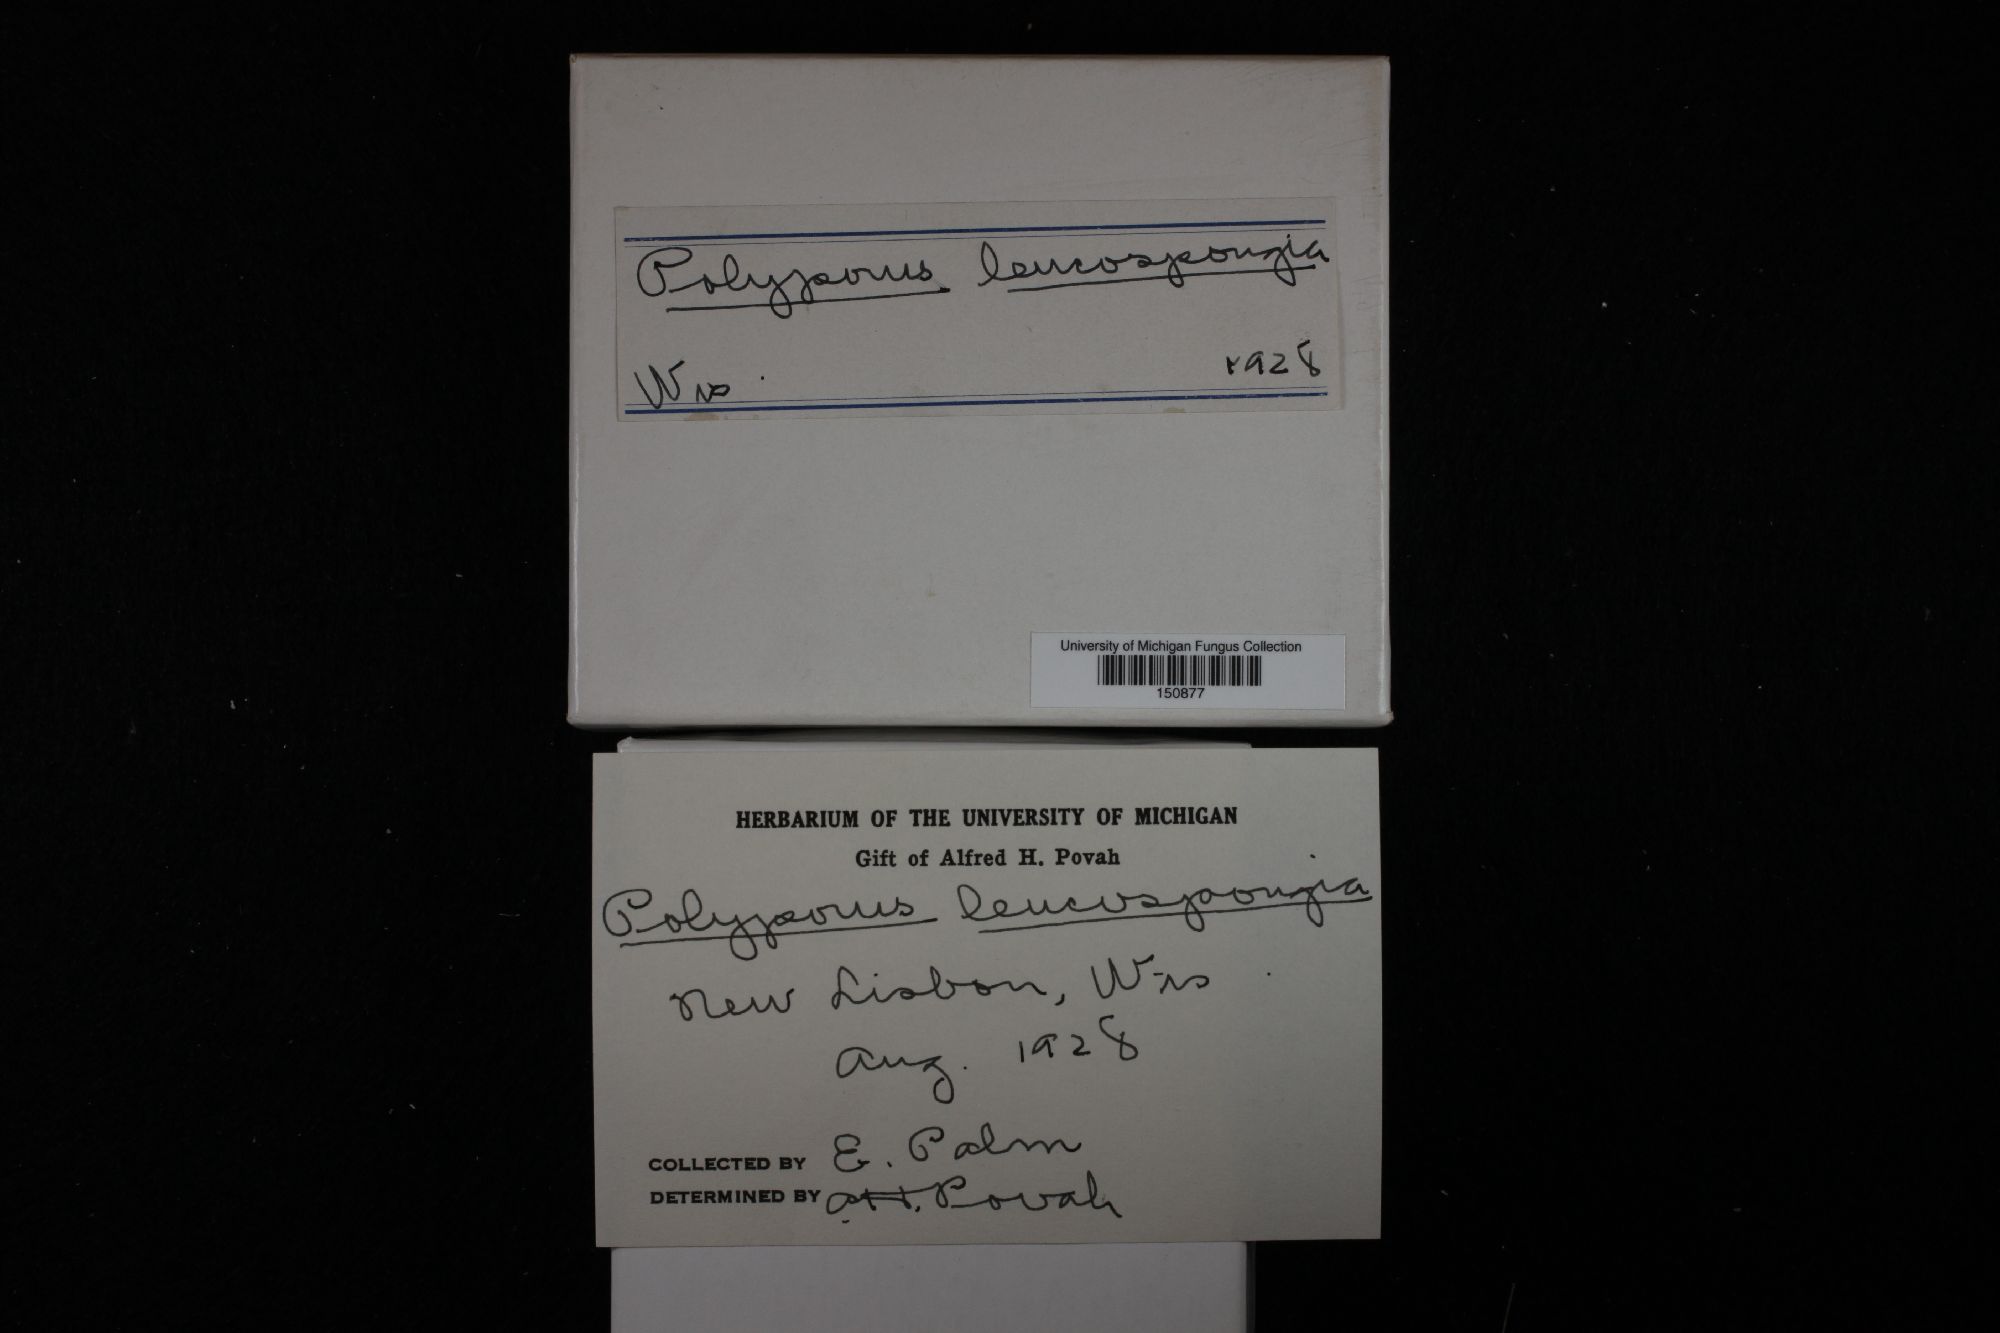 Polyporus leucospongia
Wis. 1928
University of Michigan Fungus Collection
150877
HERBARIUM OF THE UNIVERSITY OF MICHIGAN
Gift of Alfred H. Povah
Polyporus leucospongia
New Lisbon, Wis.
Aug. 1928
COLLECTED BY E. Palm
DETERMINED BY A.H. Povah